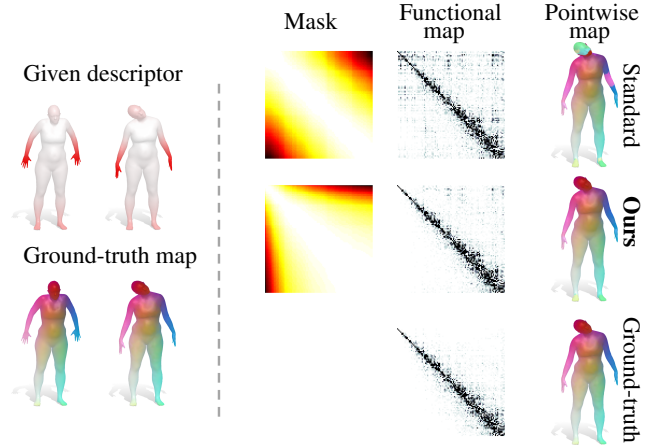 Mask
Functional
map
Pointwise
map
Given descriptor
Ground-truth map
Standard
Ours
Ground-truth